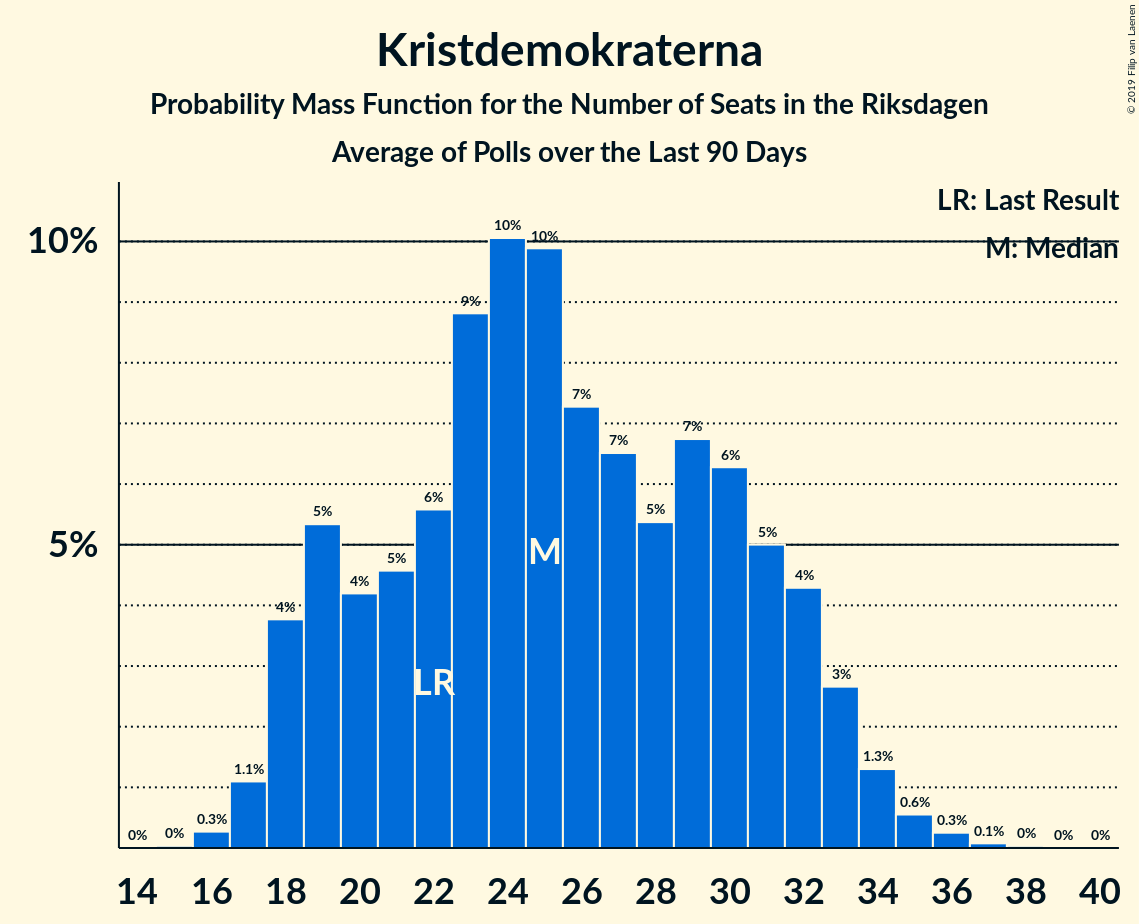 Kristdemokraterna
Probability Mass Function for the Number of Seats in the Riksdagen
Average of Polls over the Last 90 Days
© 2019 Filip van Laenen
LR: Last Result
M: Median
10%
5%
0% 0% 0.3% 1.1% 4% 5% 4% 5% 6% 9% 10% 10% 7% 7% 5% 7% 6% 5% 4% 3% 1.3% 0.6% 0.3% 0.1% 0% 0% 0%
M
LR
14 16 18 20 22 24 26 28 30 32 34 36 38 40